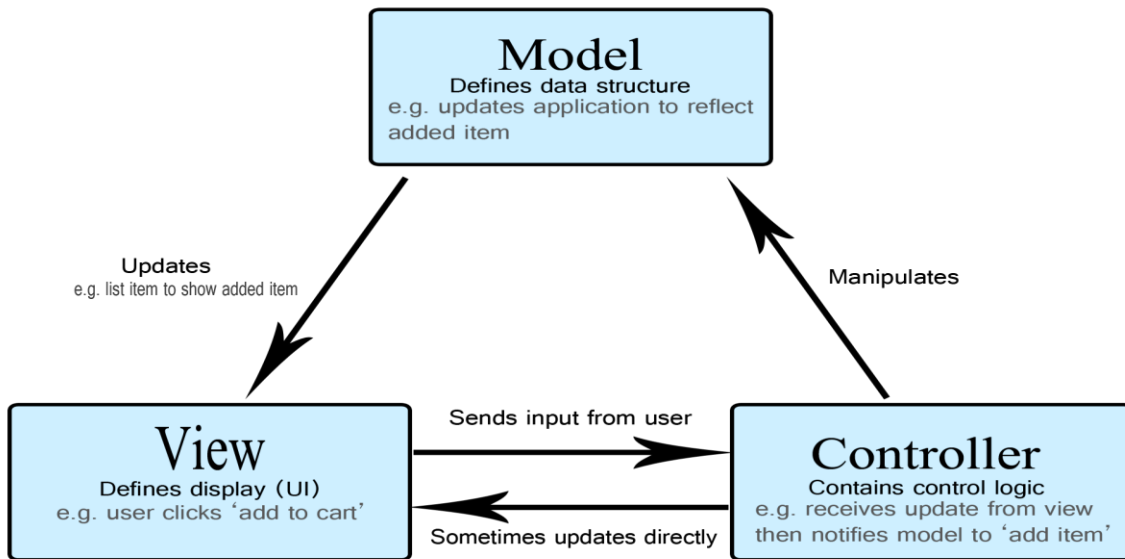 Model
Defines data structure
e.g. updates application to reflect
added item
Updates
e.g. list item to show added item
Manipulates
View
Defines display (UI)
e.g. user clicks ‘add to cart’
Sends input from user
Sometimes updates directly
Controller
Contains control logic
e.g. receives update from view
then notifies model to ‘add item’